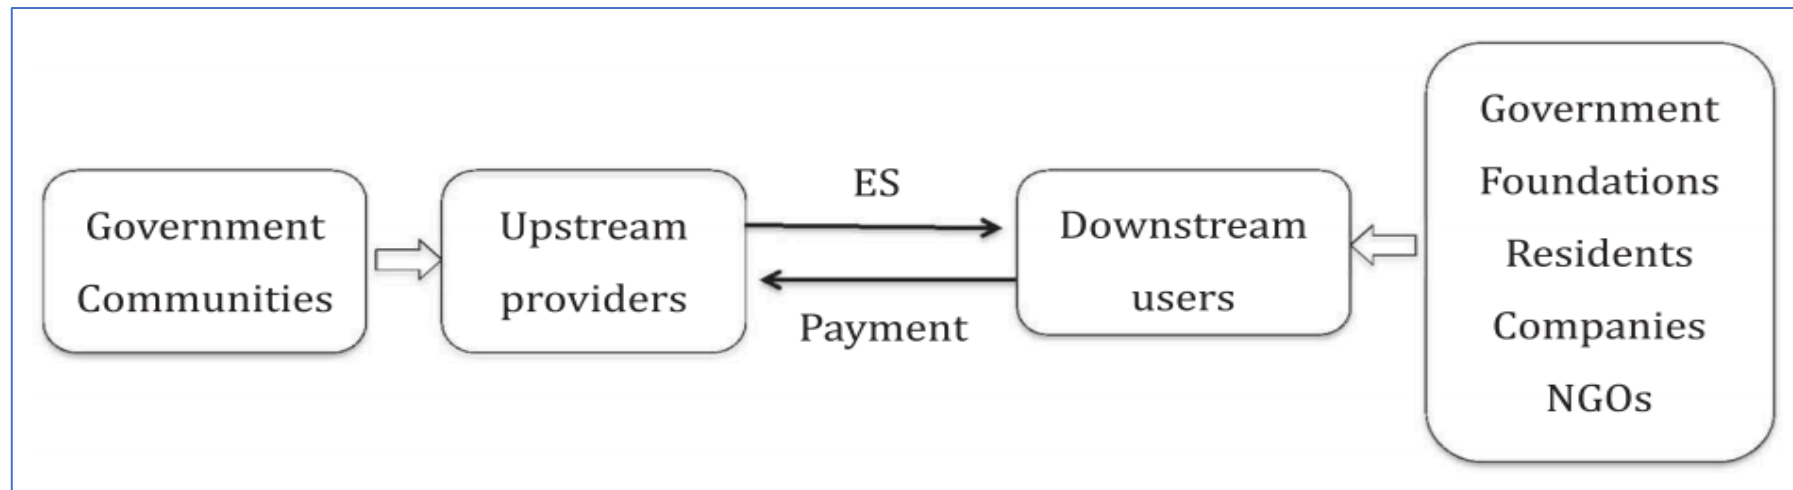 Government
Communities
Upstream
providers
ES
Payment
Downstream
users
Government
Foundations
Residents
Companies
NGOs